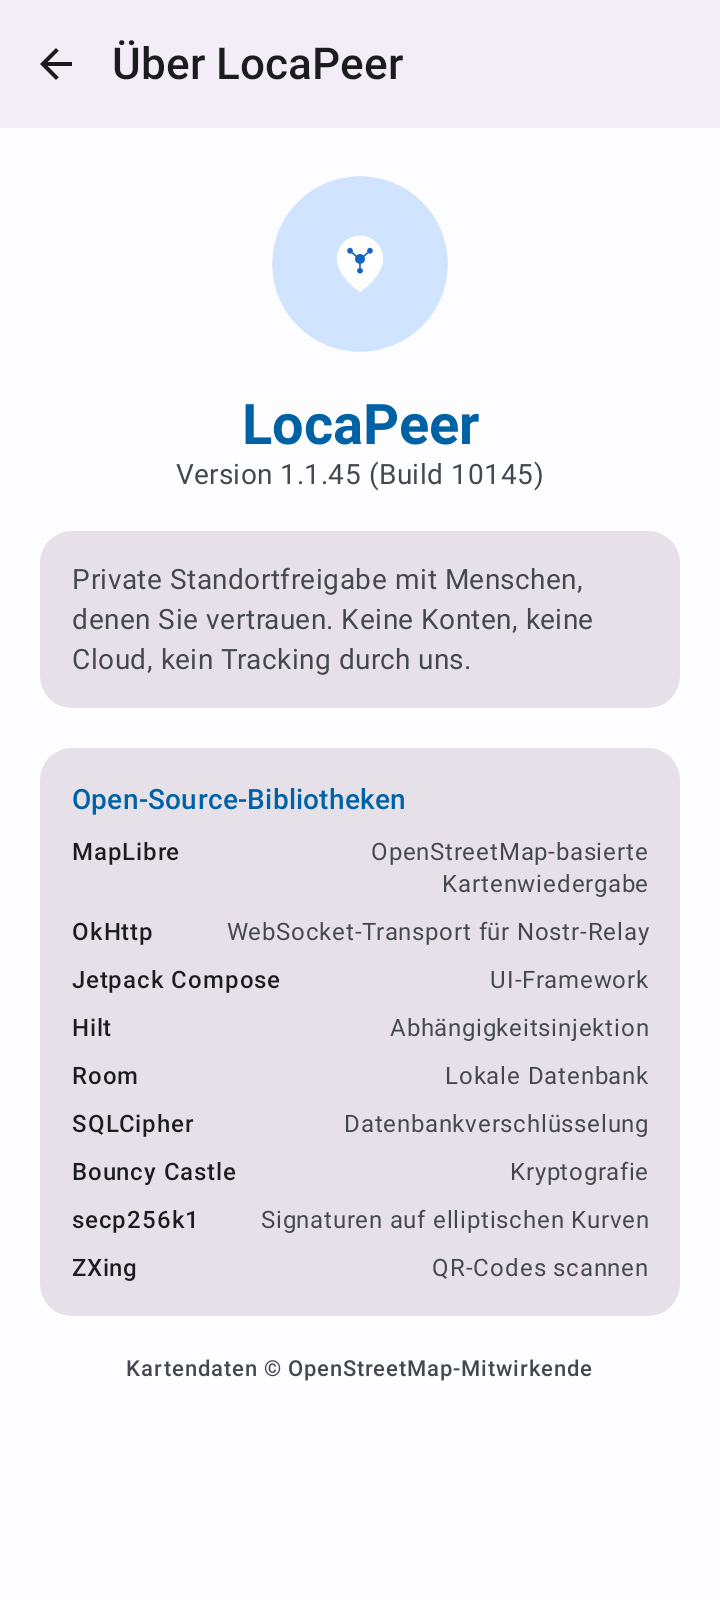 Über LocaPeer
LocaPeer
Version 1.1.45 (Build 10145)
Private Standortfreigabe mit Menschen,
denen Sie vertrauen. Keine Konten, keine
Cloud, kein Tracking durch uns.
Open-Source-Bibliotheken
MapLibre OpenStreetMap-basierte
Kartenwiedergabe
OkHttp WebSocket-Transport für Nostr-Relay
Jetpack Compose UI-Framework
Hilt Abhängigkeitsinjektion
Room Lokale Datenbank
SQLCipher Datenbankverschlüsselung
Bouncy Castle Kryptografie
secp256k1 Signaturen auf elliptischen Kurven
ZXing QR-Codes scannen
Kartendaten © OpenStreetMap-Mitwirkende